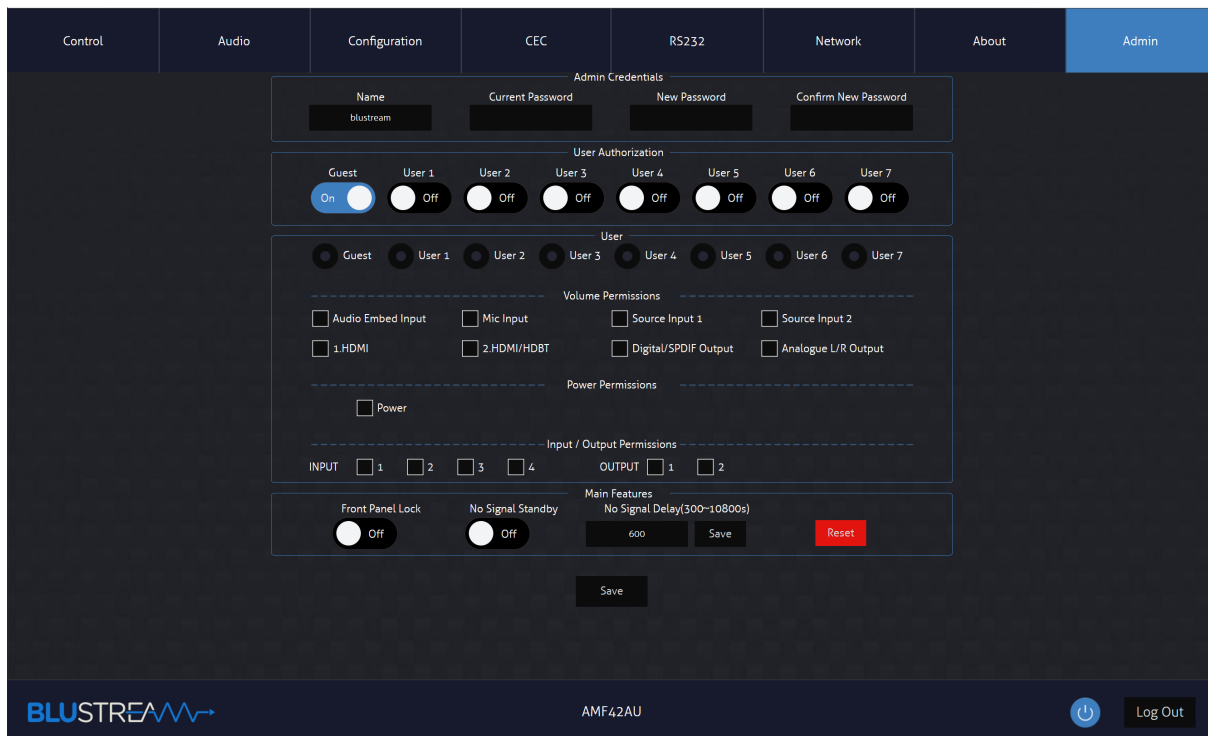 Control Audio Configuration CEC RS232 Network About Admin
Admin Credentials
Name Current Password New Password Confirm New Password
blustream
User Authorization
Guest User 1 User 2 User 3 User 4 User 5 User 6 User 7
On Off Off Off Off Off Off Off
User
Guest User 1 User 2 User 3 User 4 User 5 User 6 User 7
Volume Permissions
Audio Embed Input Mic Input Source Input 1 Source Input 2
1.HDMI 2.HDMI/HDBT Digital/SPDIF Output Analogue L/R Output
Power Permissions
Power
Input / Output Permissions
INPUT 1 2 3 4 OUTPUT 1 2
Main Features
Front Panel Lock No Signal Standby No Signal Delay(300~10800s)
Off Off 600 Save Reset
Save
BLUSTREAM AMF42AU Log Out